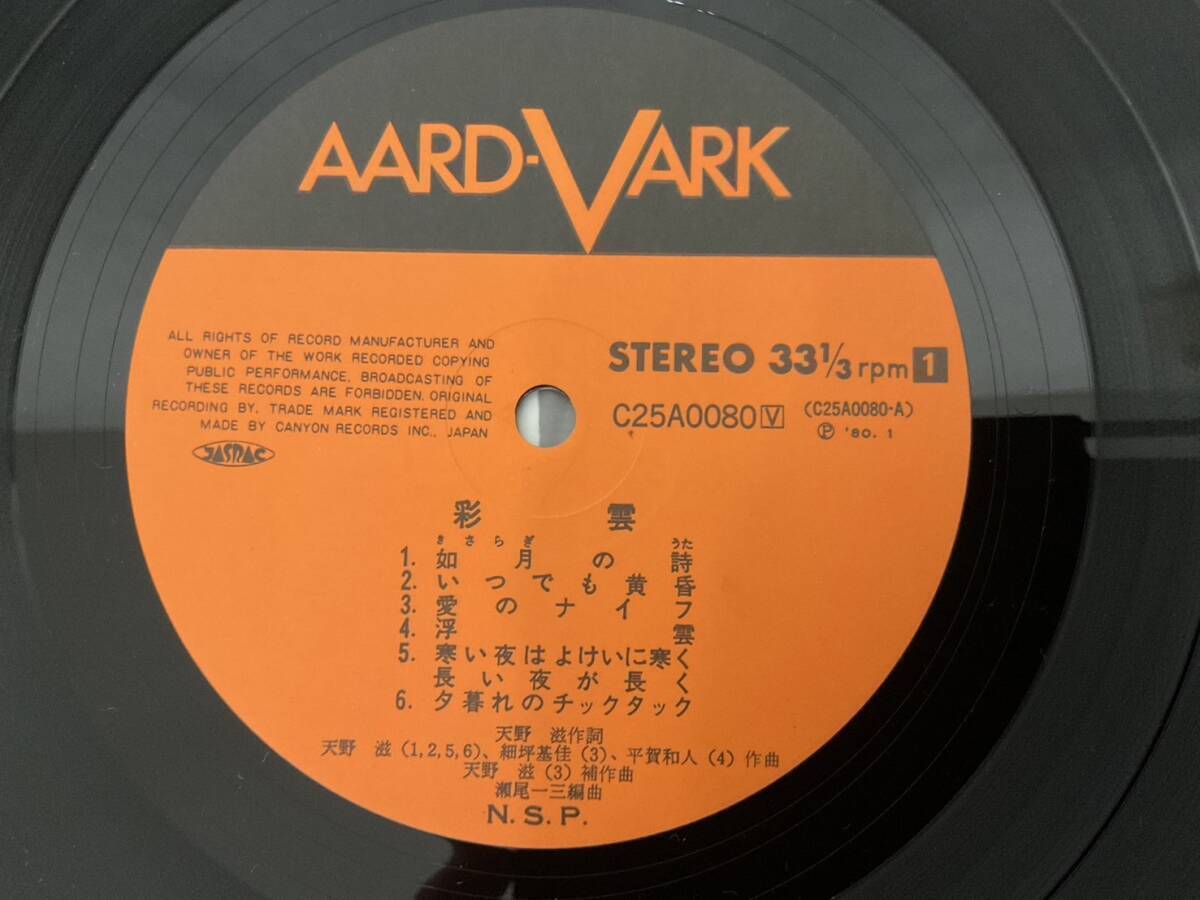 AARD-VARK
ALL RIGHTS OF RECORD MANUFACTURER AND
OWNER OF THE WORK RECORDED COPYING
PUBLIC PERFORMANCE, BROADCASTING OF
THESE RECORDS ARE FORBIDDEN. ORIGINAL
RECORDING BY, TRADE MARK REGISTERED AND
MADE BY CANYON RECORDS INC., JAPAN
JASRAC
STEREO 33⅓ rpm 1
C25A0080 V (C25A0080-A)
Ⓟ '80. 1
彩雲
きさらぎ うた
1. 如月の詩
2. いつでも黄昏
3. 愛のナイフ
4. 浮雲
5. 寒い夜はよけいに寒く
長い夜が長く
6. 夕暮れのチックタック
天野 滋作詞
天野 滋 (1,2,5,6)、細坪基佳 (3)、平賀和人 (4) 作曲
天野 滋 (3) 補作曲
瀬尾一三編曲
N. S. P.